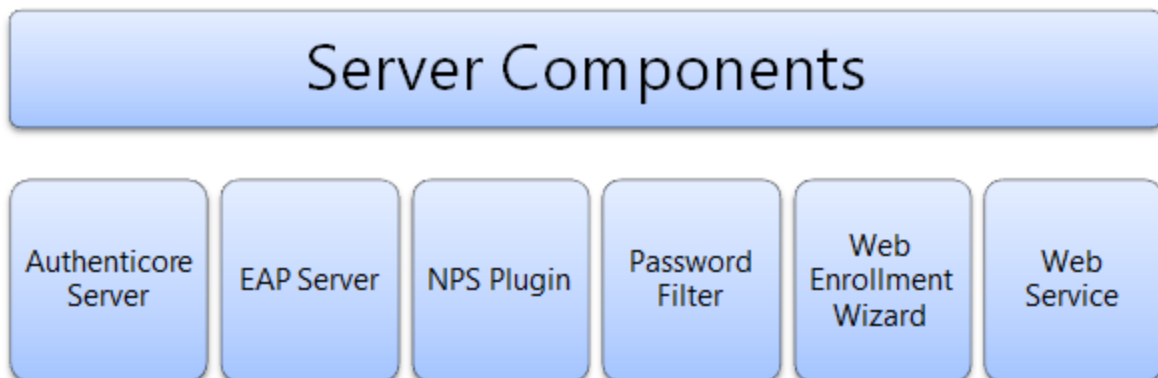 Server Components
Authenticore
Server
EAP Server
NPS Plugin
Password
Filter
Web
Enrollment
Wizard
Web
Service